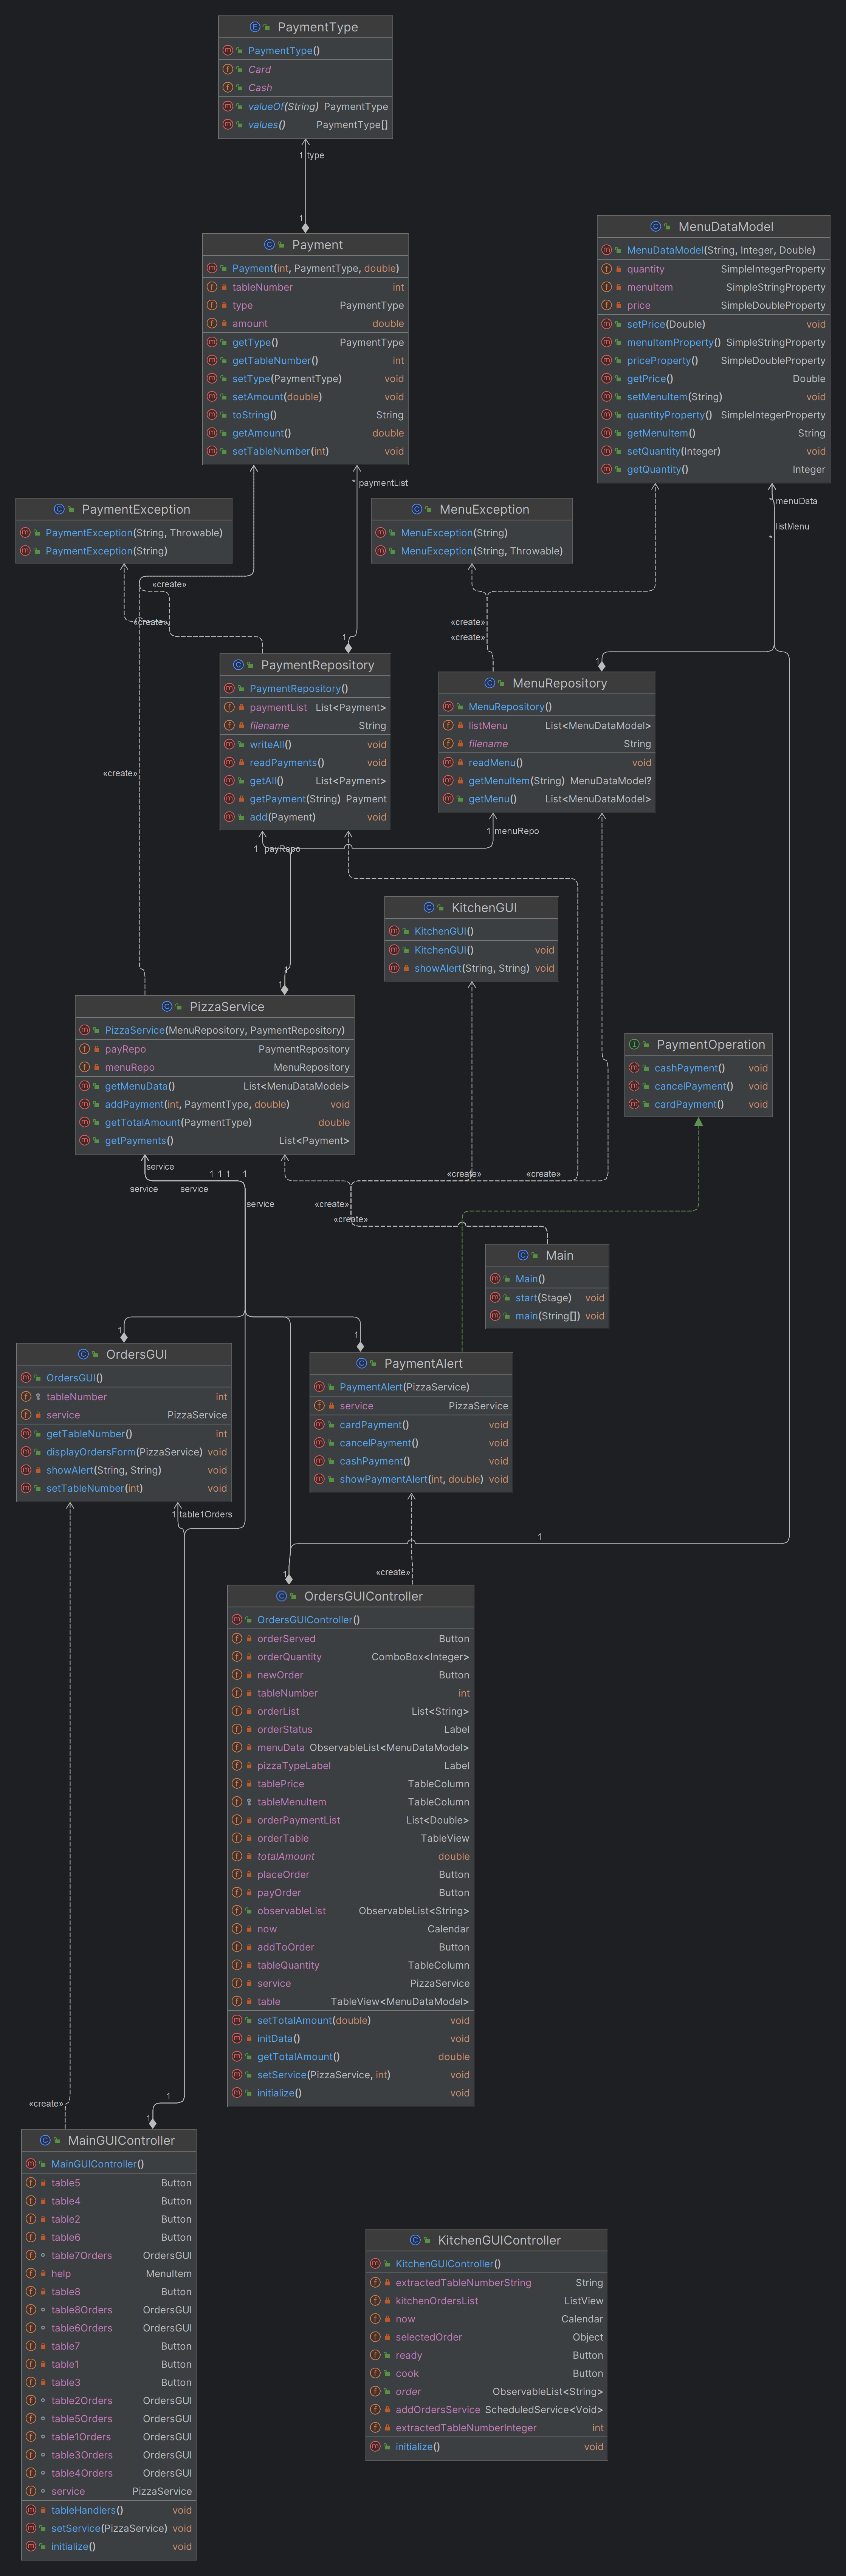 PaymentType
PaymentType()
Card
Cash
valueOf(String) PaymentType
values() PaymentType[]
1 type
1
Payment
Payment(int, PaymentType, double)
tableNumber int
type PaymentType
amount double
getType() PaymentType
getTableNumber() int
setType(PaymentType) void
setAmount(double) void
toString() String
getAmount() double
setTableNumber(int) void
MenuDataModel
MenuDataModel(String, Integer, Double)
quantity SimpleIntegerProperty
menuItem SimpleStringProperty
price SimpleDoubleProperty
setPrice(Double) void
menuItemProperty() SimpleStringProperty
priceProperty() SimpleDoubleProperty
getPrice() Double
setMenuItem(String) void
quantityProperty() SimpleIntegerProperty
getMenuItem() String
setQuantity(Integer) void
getQuantity() Integer
* paymentList
* menuData
listMenu
*
PaymentException
PaymentException(String, Throwable)
PaymentException(String)
MenuException
MenuException(String)
MenuException(String, Throwable)
«create»
«create»
«create»
«create»
1
1
PaymentRepository
PaymentRepository()
paymentList List<Payment>
filename String
writeAll() void
readPayments() void
getAll() List<Payment>
getPayment(String) Payment
add(Payment) void
MenuRepository
MenuRepository()
listMenu List<MenuDataModel>
filename String
readMenu() void
getMenuItem(String) MenuDataModel?
getMenu() List<MenuDataModel>
«create»
1 menuRepo
1 payRepo
KitchenGUI
KitchenGUI()
KitchenGUI() void
showAlert(String, String) void
1
1
PizzaService
PizzaService(MenuRepository, PaymentRepository)
payRepo PaymentRepository
menuRepo MenuRepository
getMenuData() List<MenuDataModel>
addPayment(int, PaymentType, double) void
getTotalAmount(PaymentType) double
getPayments() List<Payment>
PaymentOperation
cashPayment() void
cancelPayment() void
cardPayment() void
service
1 1 1 1
service service
service
«create»
«create»
«create»
«create»
Main
Main()
start(Stage) void
main(String[]) void
1
1
OrdersGUI
OrdersGUI()
tableNumber int
service PizzaService
getTableNumber() int
displayOrdersForm(PizzaService) void
showAlert(String, String) void
setTableNumber(int) void
PaymentAlert
PaymentAlert(PizzaService)
service PizzaService
cardPayment() void
cancelPayment() void
cashPayment() void
showPaymentAlert(int, double) void
1 table1Orders
1
1
«create»
OrdersGUIController
OrdersGUIController()
orderServed Button
orderQuantity ComboBox<Integer>
newOrder Button
tableNumber int
orderList List<String>
orderStatus Label
menuData ObservableList<MenuDataModel>
pizzaTypeLabel Label
tablePrice TableColumn
tableMenuItem TableColumn
orderPaymentList List<Double>
orderTable TableView
totalAmount double
placeOrder Button
payOrder Button
observableList ObservableList<String>
now Calendar
addToOrder Button
tableQuantity TableColumn
service PizzaService
table TableView<MenuDataModel>
setTotalAmount(double) void
initData() void
getTotalAmount() double
setService(PizzaService, int) void
initialize() void
1
«create»
1
MainGUIController
MainGUIController()
table5 Button
table4 Button
table2 Button
table6 Button
table7Orders OrdersGUI
help MenuItem
table8 Button
table8Orders OrdersGUI
table6Orders OrdersGUI
table7 Button
table1 Button
table3 Button
table2Orders OrdersGUI
table5Orders OrdersGUI
table1Orders OrdersGUI
table3Orders OrdersGUI
table4Orders OrdersGUI
service PizzaService
tableHandlers() void
setService(PizzaService) void
initialize() void
KitchenGUIController
KitchenGUIController()
extractedTableNumberString String
kitchenOrdersList ListView
now Calendar
selectedOrder Object
ready Button
cook Button
order ObservableList<String>
addOrdersService ScheduledService<Void>
extractedTableNumberInteger int
initialize() void